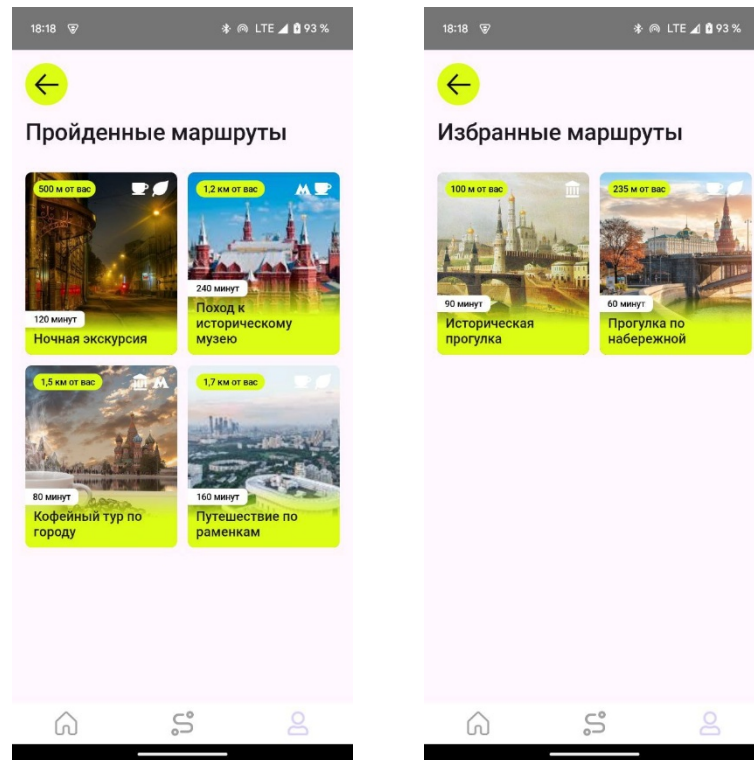 18:18
LTE
93 %
Пройденные маршруты
500 м от вас
120 минут
Ночная экскурсия
1,2 км от вас
240 минут
Поход к
историческому
музею
1,5 км от вас
80 минут
Кофейный тур по
городу
1,7 км от вас
160 минут
Путешествие по
раменкам
18:18
LTE
93 %
Избранные маршруты
100 м от вас
90 минут
Историческая
прогулка
235 м от вас
60 минут
Прогулка по
набережной